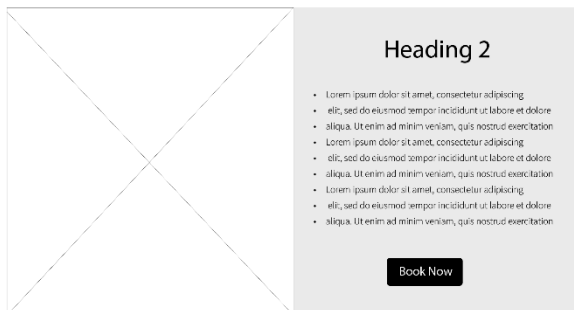 Heading 2
• Lorem ipsum dolor sit amet, consectetur adipiscing
• elit, sed do eiusmod tempor incididunt ut labore et dolore
• aliqua. Ut enim ad minim veniam, quis nostrud exercitation
• Lorem ipsum dolor sit amet, consectetur adipiscing
• elit, sed do eiusmod tempor incididunt ut labore et dolore
• aliqua. Ut enim ad minim veniam, quis nostrud exercitation
• Lorem ipsum dolor sit amet, consectetur adipiscing
• elit, sed do eiusmod tempor incididunt ut labore et dolore
• aliqua. Ut enim ad minim veniam, quis nostrud exercitation
Book Now